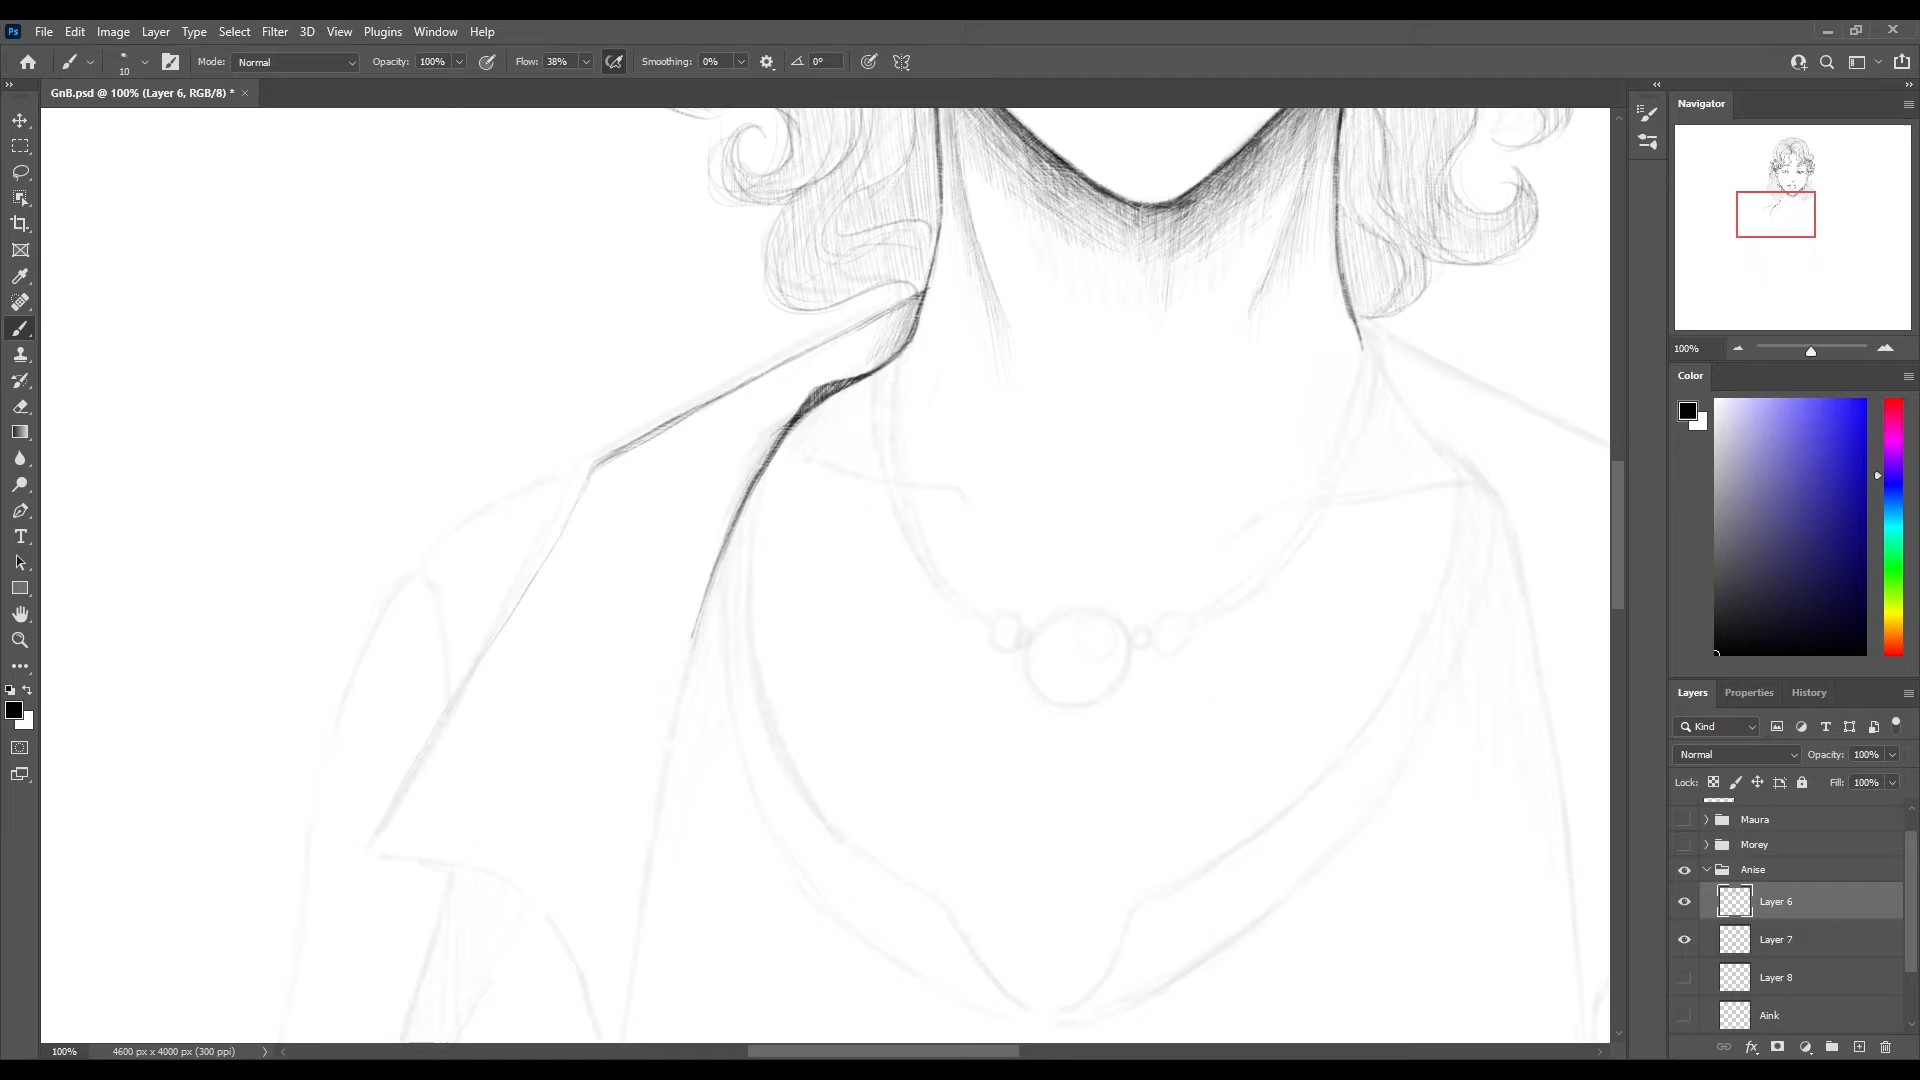 Ps File Edit Image Layer Type Select Filter 3D View Plugins Window Help
10 Mode: Normal Opacity: 100% Flow: 38% Smoothing: 0% 0°
GnB.psd @ 100% (Layer 6, RGB/8) * ×
Navigator
100%
Color
Layers Properties History
Kind
Normal Opacity: 100%
Lock: Fill: 100%
Maura
Morey
Anise
Layer 6
Layer 7
Layer 8
Aink
100% 4600 px x 4000 px (300 ppi)